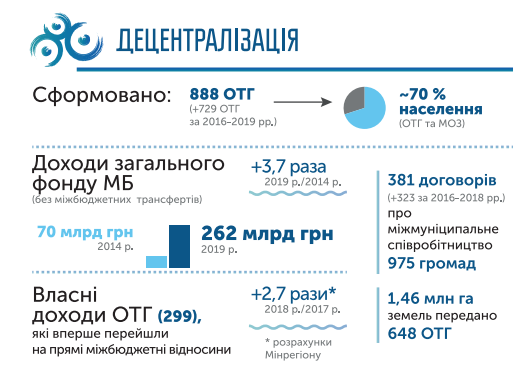 ДЕЦЕНТРАЛІЗАЦІЯ
Сформовано:
888 ОТГ
(+729 ОТГ
за 2016–2019 рр.)
~70 %
населення
(ОТГ та МОЗ)
Доходи загального
фонду МБ
(без міжбюджетних трансфертів)
+3,7 раза
2019 р./2014 р.
70 млрд грн
2014 р.
262 млрд грн
2019 р.
381 договорів
(+323 за 2016–2018 рр.)
про
міжмуніципальне
співробітництво
975 громад
Власні
доходи ОТГ (299),
які вперше перейшли
на прямі міжбюджетні відносини
+2,7 рази*
2018 р./2017 р.
* розрахунки
Мінрегіону
1,46 млн га
земель передано
648 ОТГ